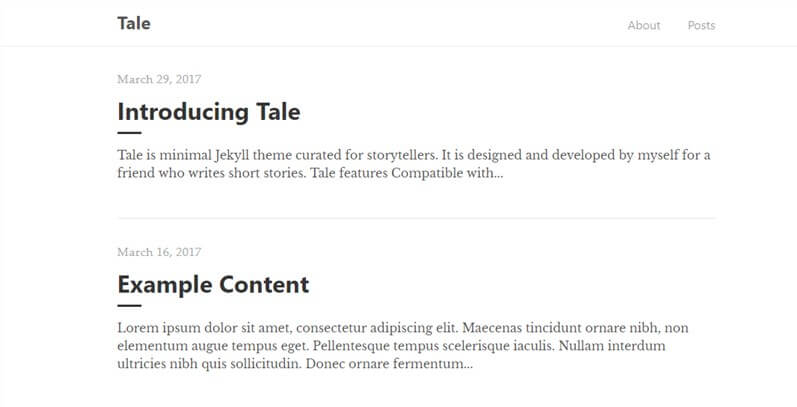 Tale
About Posts
March 29, 2017
Introducing Tale
Tale is minimal Jekyll theme curated for storytellers. It is designed and developed by myself for a
friend who writes short stories. Tale features Compatible with...
March 16, 2017
Example Content
Lorem ipsum dolor sit amet, consectetur adipiscing elit. Maecenas tincidunt ornare nibh, non
elementum augue tempus eget. Pellentesque tempus scelerisque iaculis. Nullam interdum
ultricies nibh quis sollicitudin. Donec ornare fermentum...